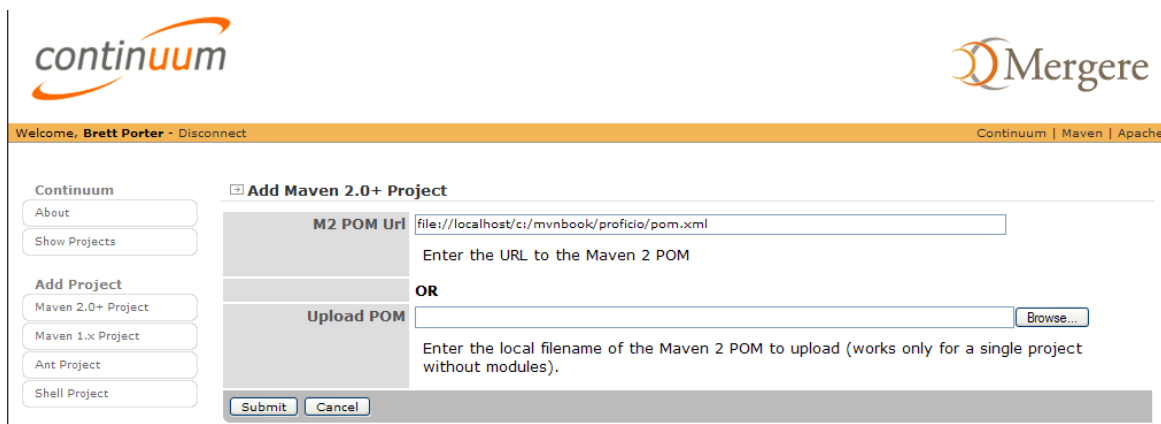 continuum
Mergere
Welcome, Brett Porter - Disconnect
Continuum | Maven | Apache
Continuum
About
Show Projects
Add Project
Maven 2.0+ Project
Maven 1.x Project
Ant Project
Shell Project
Add Maven 2.0+ Project
M2 POM Url file://localhost/c:/mvnbook/proficio/pom.xml
Enter the URL to the Maven 2 POM
OR
Upload POM Browse...
Enter the local filename of the Maven 2 POM to upload (works only for a single project
without modules).
Submit Cancel